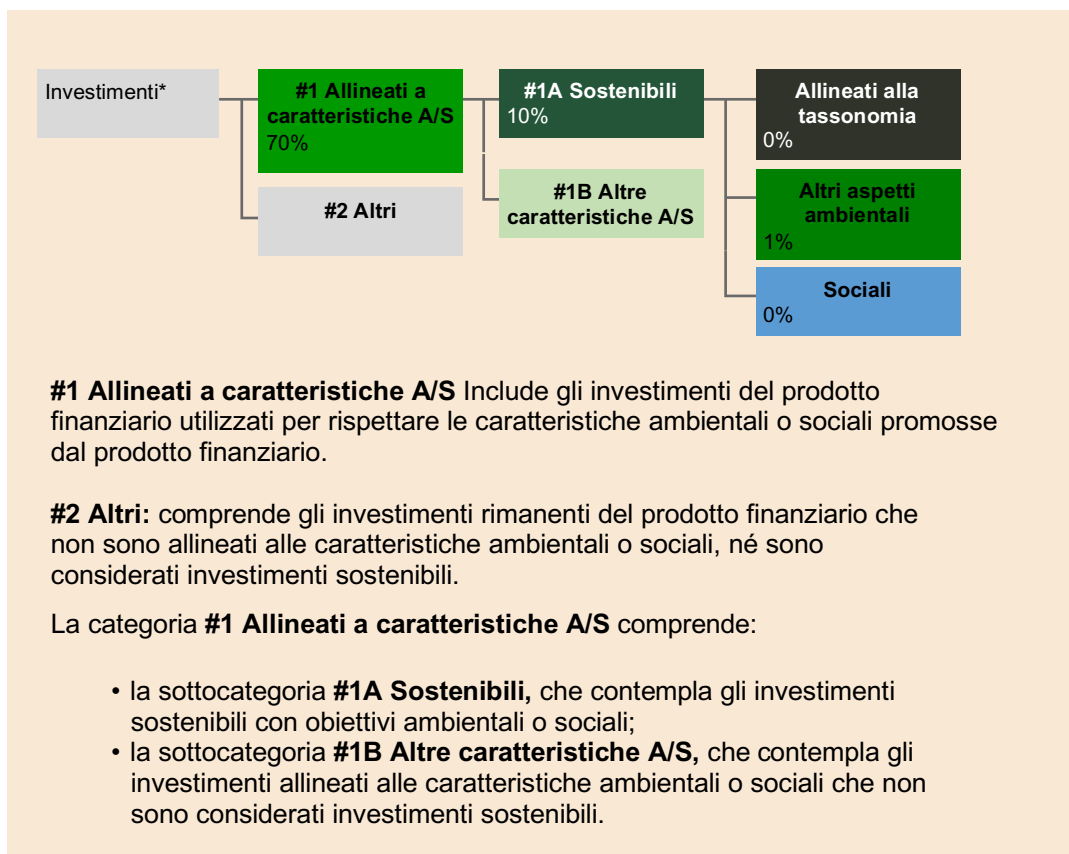 Investimenti*
#1 Allineati a
caratteristiche A/S
70%
#2 Altri
#1A Sostenibili
10%
#1B Altre
caratteristiche A/S
Allineati alla
tassonomia
0%
Altri aspetti
ambientali
1%
Sociali
0%
#1 Allineati a caratteristiche A/S Include gli investimenti del prodotto
finanziario utilizzati per rispettare le caratteristiche ambientali o sociali promosse
dal prodotto finanziario.
#2 Altri: comprende gli investimenti rimanenti del prodotto finanziario che
non sono allineati alle caratteristiche ambientali o sociali, né sono
considerati investimenti sostenibili.
La categoria #1 Allineati a caratteristiche A/S comprende:
• la sottocategoria #1A Sostenibili, che contempla gli investimenti
sostenibili con obiettivi ambientali o sociali;
• la sottocategoria #1B Altre caratteristiche A/S, che contempla gli
investimenti allineati alle caratteristiche ambientali o sociali che non
sono considerati investimenti sostenibili.